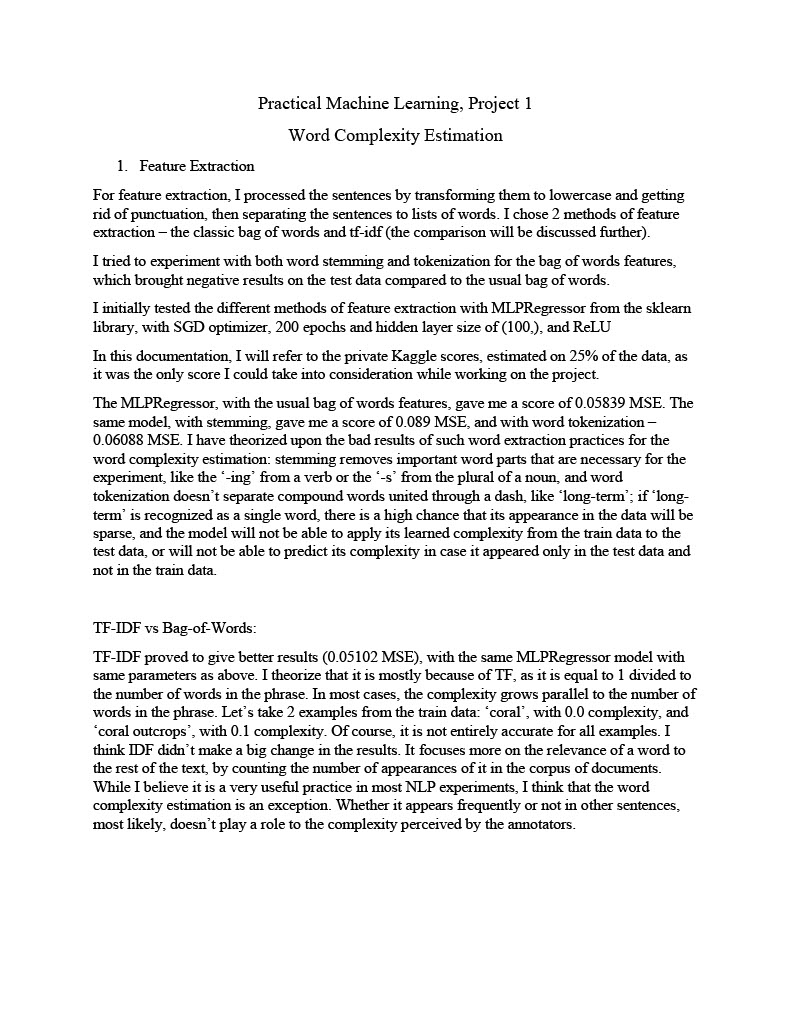 Practical Machine Learning, Project 1
Word Complexity Estimation
1. Feature Extraction
For feature extraction, I processed the sentences by transforming them to lowercase and getting
rid of punctuation, then separating the sentences to lists of words. I chose 2 methods of feature
extraction – the classic bag of words and tf-idf (the comparison will be discussed further).
I tried to experiment with both word stemming and tokenization for the bag of words features,
which brought negative results on the test data compared to the usual bag of words.
I initially tested the different methods of feature extraction with MLPRegressor from the sklearn
library, with SGD optimizer, 200 epochs and hidden layer size of (100,), and ReLU
In this documentation, I will refer to the private Kaggle scores, estimated on 25% of the data, as
it was the only score I could take into consideration while working on the project.
The MLPRegressor, with the usual bag of words features, gave me a score of 0.05839 MSE. The
same model, with stemming, gave me a score of 0.089 MSE, and with word tokenization –
0.06088 MSE. I have theorized upon the bad results of such word extraction practices for the
word complexity estimation: stemming removes important word parts that are necessary for the
experiment, like the ‘-ing’ from a verb or the ‘-s’ from the plural of a noun, and word
tokenization doesn’t separate compound words united through a dash, like ‘long-term’; if ‘long-
term’ is recognized as a single word, there is a high chance that its appearance in the data will be
sparse, and the model will not be able to apply its learned complexity from the train data to the
test data, or will not be able to predict its complexity in case it appeared only in the test data and
not in the train data.
TF-IDF vs Bag-of-Words:
TF-IDF proved to give better results (0.05102 MSE), with the same MLPRegressor model with
same parameters as above. I theorize that it is mostly because of TF, as it is equal to 1 divided to
the number of words in the phrase. In most cases, the complexity grows parallel to the number of
words in the phrase. Let’s take 2 examples from the train data: ‘coral’, with 0.0 complexity, and
‘coral outcrops’, with 0.1 complexity. Of course, it is not entirely accurate for all examples. I
think IDF didn’t make a big change in the results. It focuses more on the relevance of a word to
the rest of the text, by counting the number of appearances of it in the corpus of documents.
While I believe it is a very useful practice in most NLP experiments, I think that the word
complexity estimation is an exception. Whether it appears frequently or not in other sentences,
most likely, doesn’t play a role to the complexity perceived by the annotators.